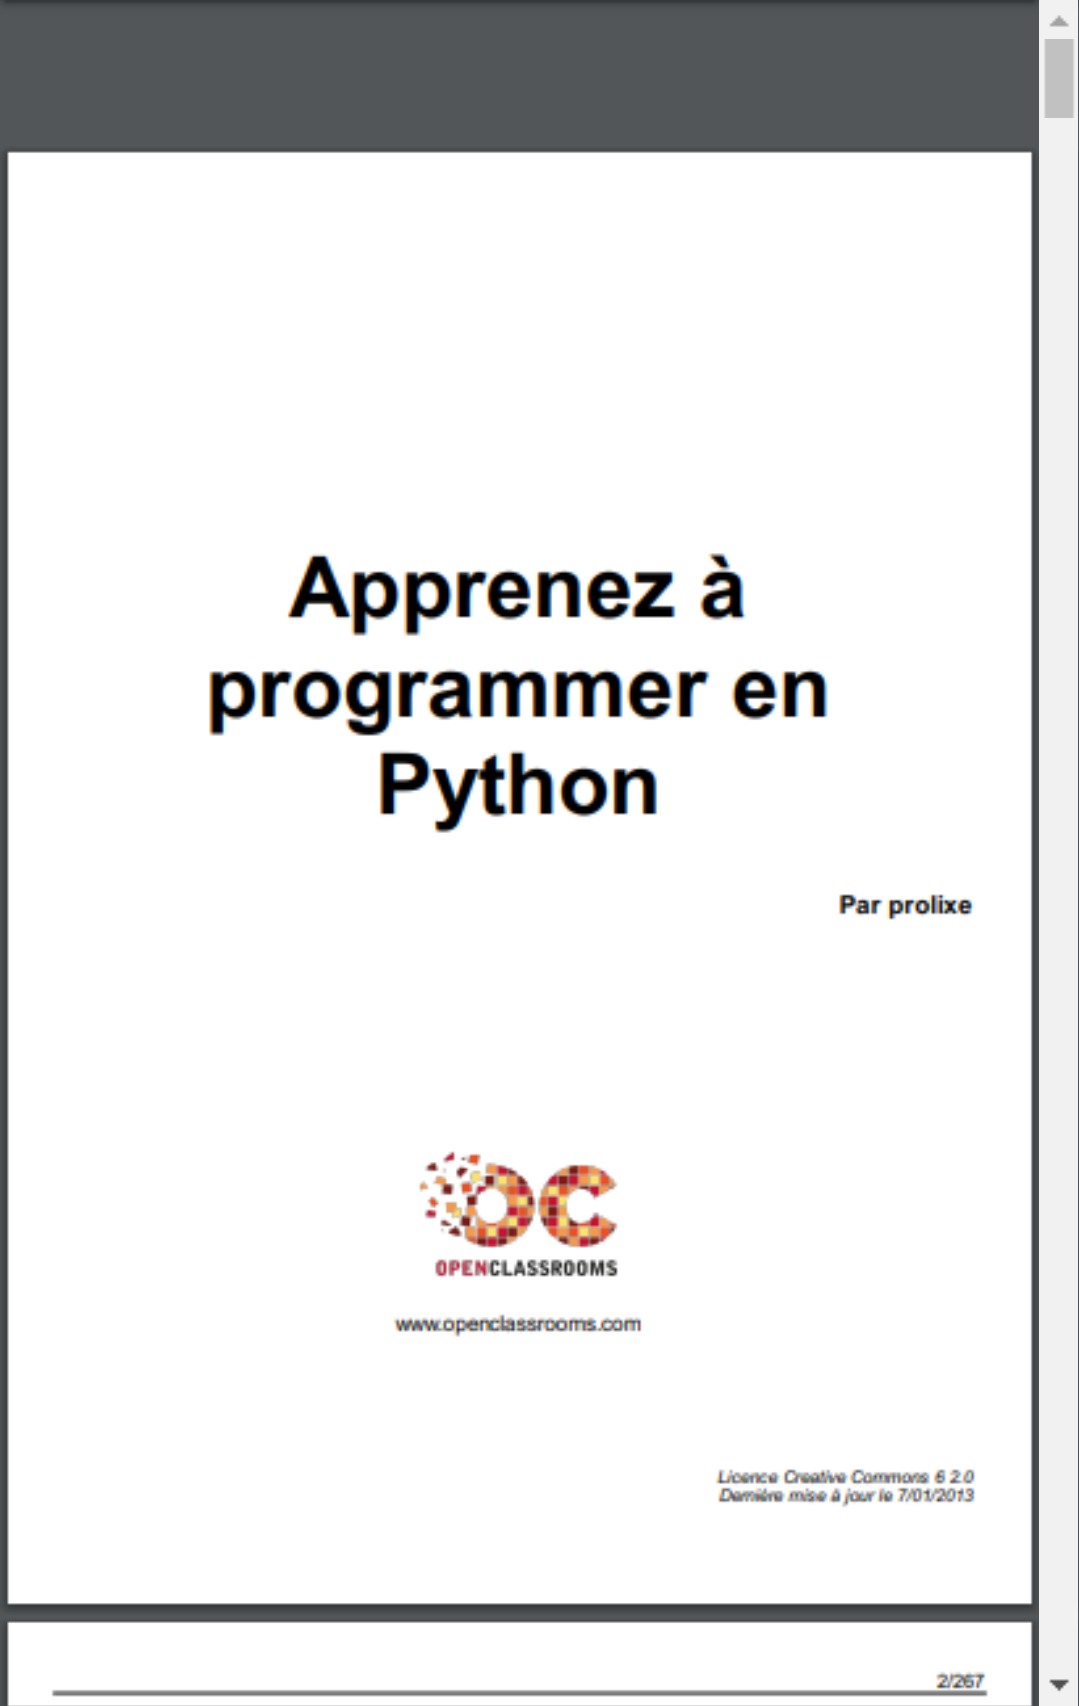 Apprenez à
programmer en
Python
Par prolixe
OC
OPENCLASSROOMS
www.openclassrooms.com
Licence Creative Commons 6 2.0
Dernière mise à jour le 7/01/2013
2/267